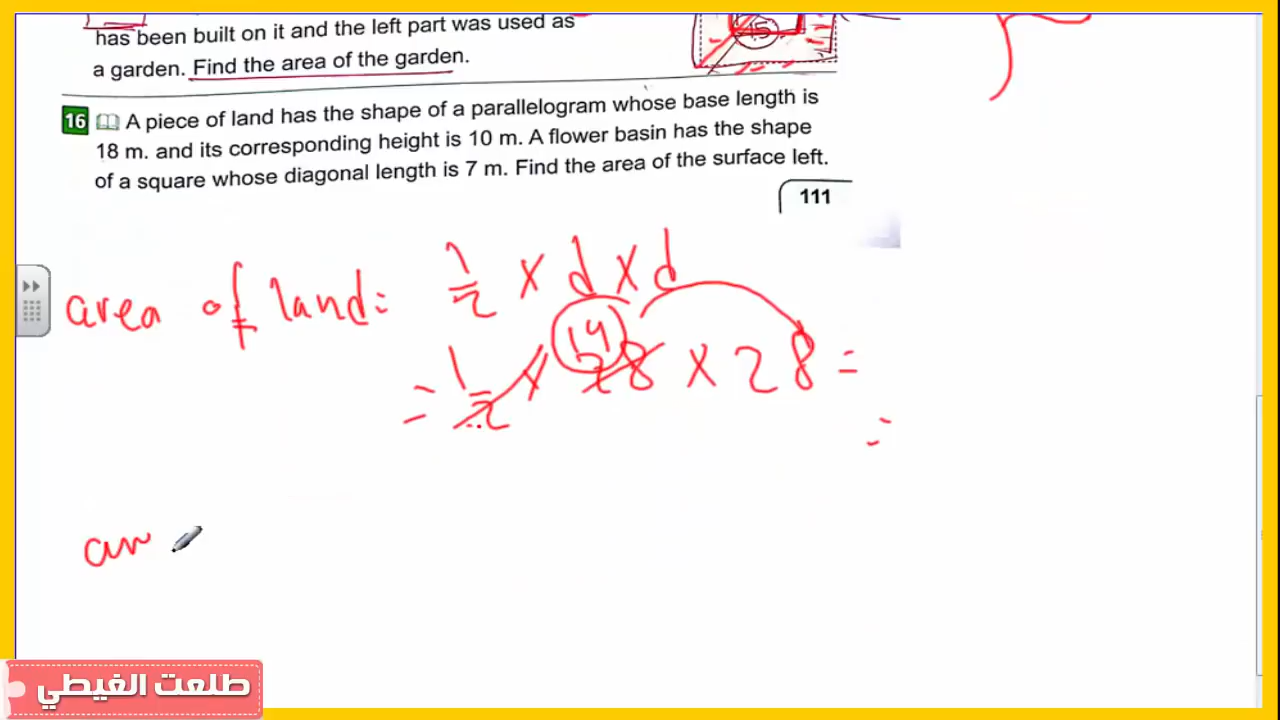 has been built on it and the left part was used as
a garden. Find the area of the garden.
15
16 A piece of land has the shape of a parallelogram whose base length is
18 m. and its corresponding height is 10 m. A flower basin has the shape
of a square whose diagonal length is 7 m. Find the area of the surface left.
111
area of land: 1/2 × d × d
14
= 1/2 × 28 × 28 =
=
طلعت الغيطي